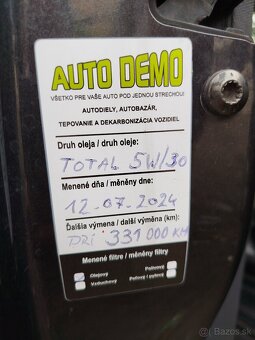 AUTO DEMO
VŠETKO PRE VAŠE AUTO POD JEDNOU STRECHOU!
AUTODIELY, AUTOBAZÁR,
TEPOVANIE A DEKARBONIZÁCIA VOZIDIEL
Druh oleja / druh oleje:
TOTAL 5W/30
Menené dňa / měněny dne:
12.07.2024
Ďalšia výmena / další výměna (km):
PRI 331 000 KM
Menené filtre / měněny filtry
Olejový
Palivový
Vzduchový
Peľový / pylový
Bazos.sk